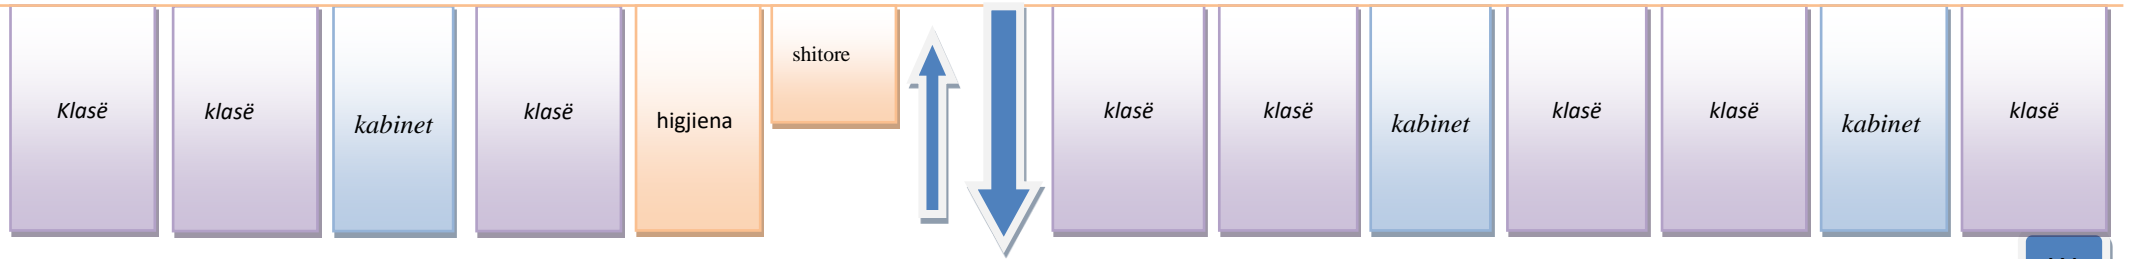 Klasë
klasë
kabinet
klasë
higjiena
shitore
klasë
klasë
kabinet
klasë
klasë
kabinet
klasë